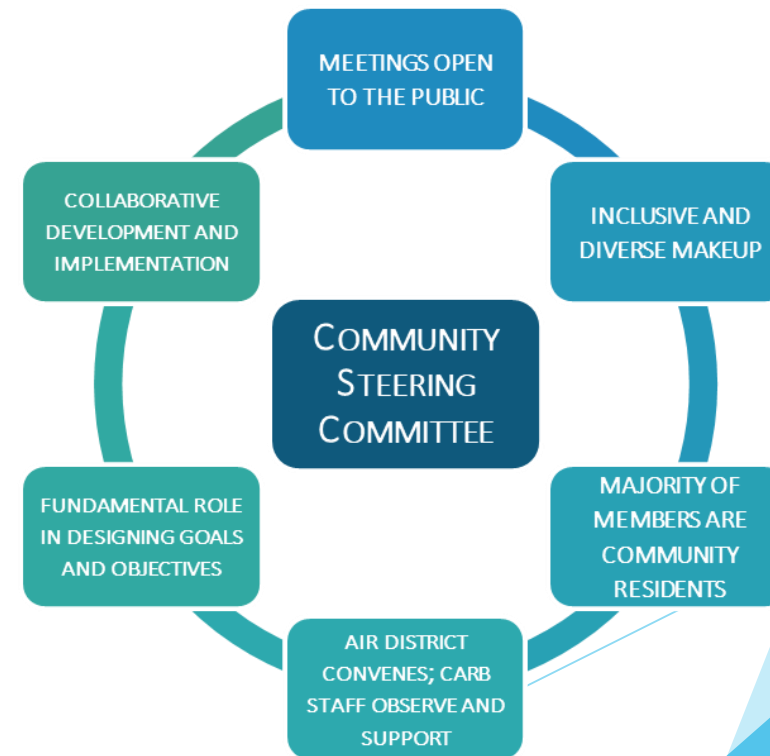 MEETINGS OPEN
TO THE PUBLIC
INCLUSIVE AND
DIVERSE MAKEUP
MAJORITY OF
MEMBERS ARE
COMMUNITY
RESIDENTS
AIR DISTRICT
CONVENES; CARB
STAFF OBSERVE AND
SUPPORT
FUNDAMENTAL ROLE
IN DESIGNING GOALS
AND OBJECTIVES
COLLABORATIVE
DEVELOPMENT AND
IMPLEMENTATION
COMMUNITY
STEERING
COMMITTEE